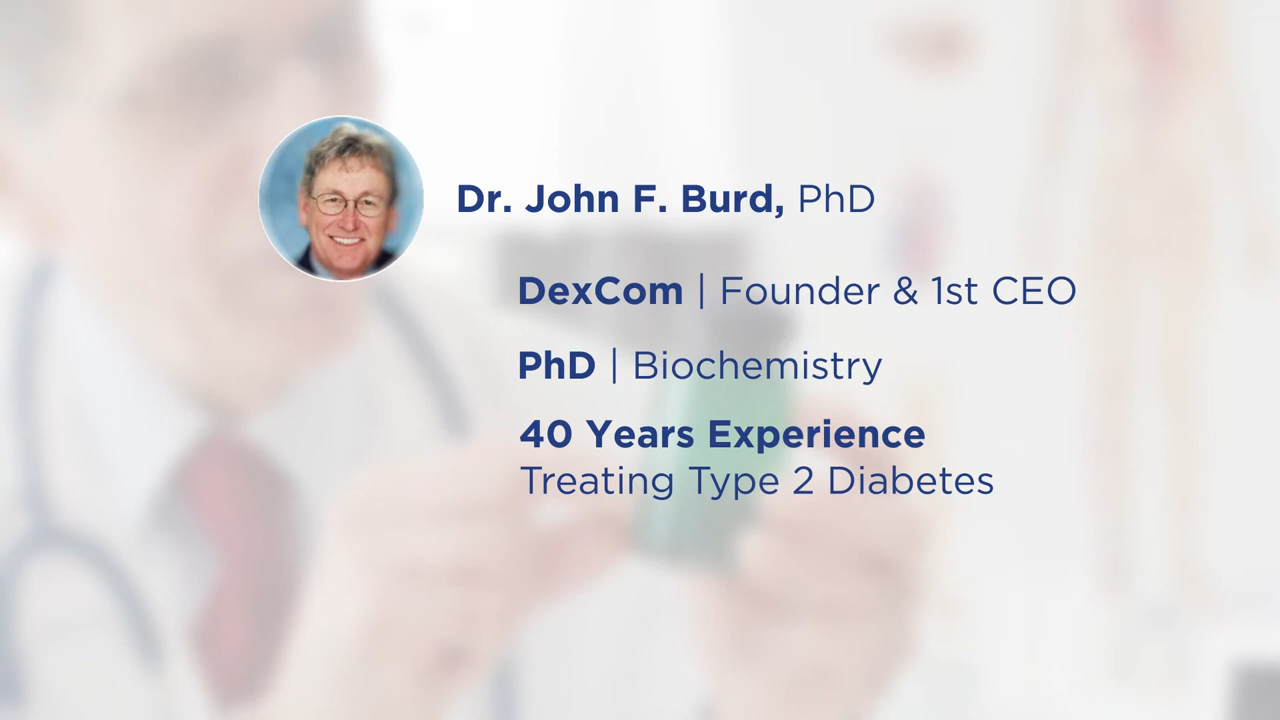 Dr. John F. Burd, PhD
DexCom | Founder & 1st CEO
PhD | Biochemistry
40 Years Experience
Treating Type 2 Diabetes